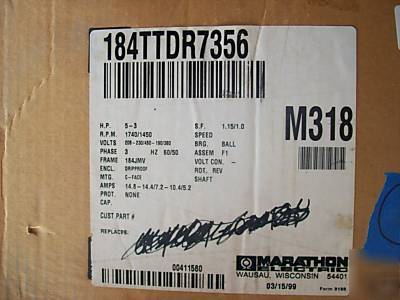 184TTDR7356
M318
H.P. 5-3 S.F. 1.15/1.0
R.P.M. 1740/1450 SPEED
VOLTS 208-230/460-190/380 BRG. BALL
PHASE 3 HZ 60/50 ASSEM F1
FRAME 184JMV VOLT CON. -
ENCL. DRIPPROOF ROT. REV
MTG. C-FACE SHAFT
AMPS 14.8-14.4/7.2-10.4/5.2
PROT. NONE
CAP.
CUST. PART #
REPLACES:
00411580
MARATHON
ELECTRIC
WAUSAU, WISCONSIN 54401
03/15/99